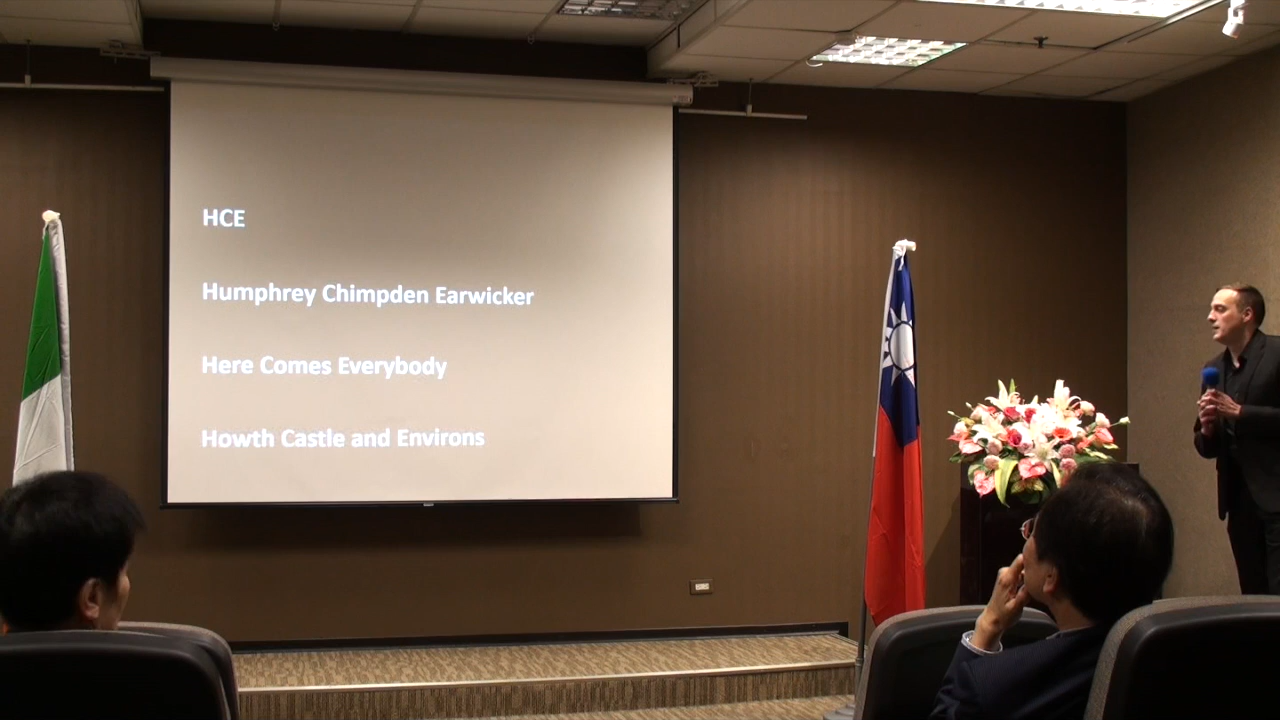 HCE
Humphrey Chimpden Earwicker
Here Comes Everybody
Howth Castle and Environs